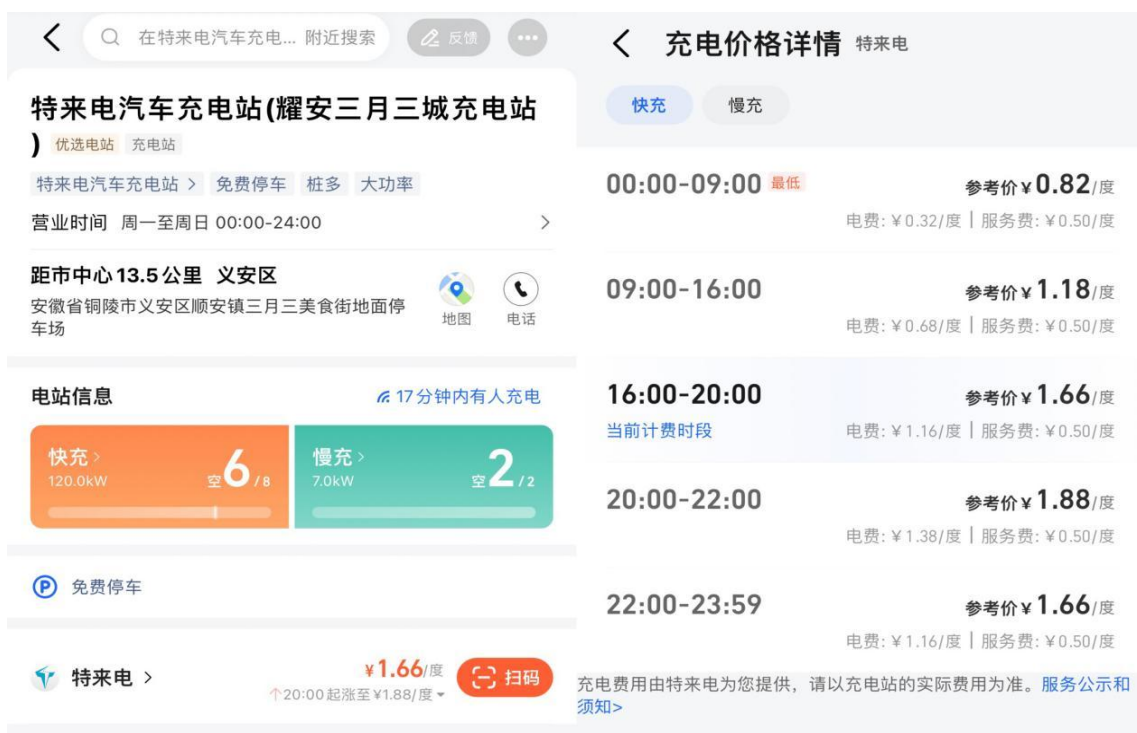 在特来电汽车充电... 附近搜索
反馈
特来电汽车充电站(耀安三月三城充电站
) 优选电站 充电站
特来电汽车充电站 > 免费停车 桩多 大功率
营业时间 周一至周日 00:00-24:00
距市中心13.5公里 义安区
安徽省铜陵市义安区顺安镇三月三美食街地面停
车场
地图
电话
电站信息
17分钟内有人充电
快充 >
120.0kW
空6/8
慢充 >
7.0kW
空2/2
P 免费停车
特来电 >
¥1.66/度
↑20:00起涨至¥1.88/度
扫码
充电价格详情 特来电
快充 慢充
00:00-09:00 最低
参考价¥0.82/度
电费: ¥0.32/度 | 服务费: ¥0.50/度
09:00-16:00
参考价¥1.18/度
电费: ¥0.68/度 | 服务费: ¥0.50/度
16:00-20:00
参考价¥1.66/度
当前计费时段
电费: ¥1.16/度 | 服务费: ¥0.50/度
20:00-22:00
参考价¥1.88/度
电费: ¥1.38/度 | 服务费: ¥0.50/度
22:00-23:59
参考价¥1.66/度
电费: ¥1.16/度 | 服务费: ¥0.50/度
充电费用由特来电为您提供，请以充电站的实际费用为准。服务公示和
须知>